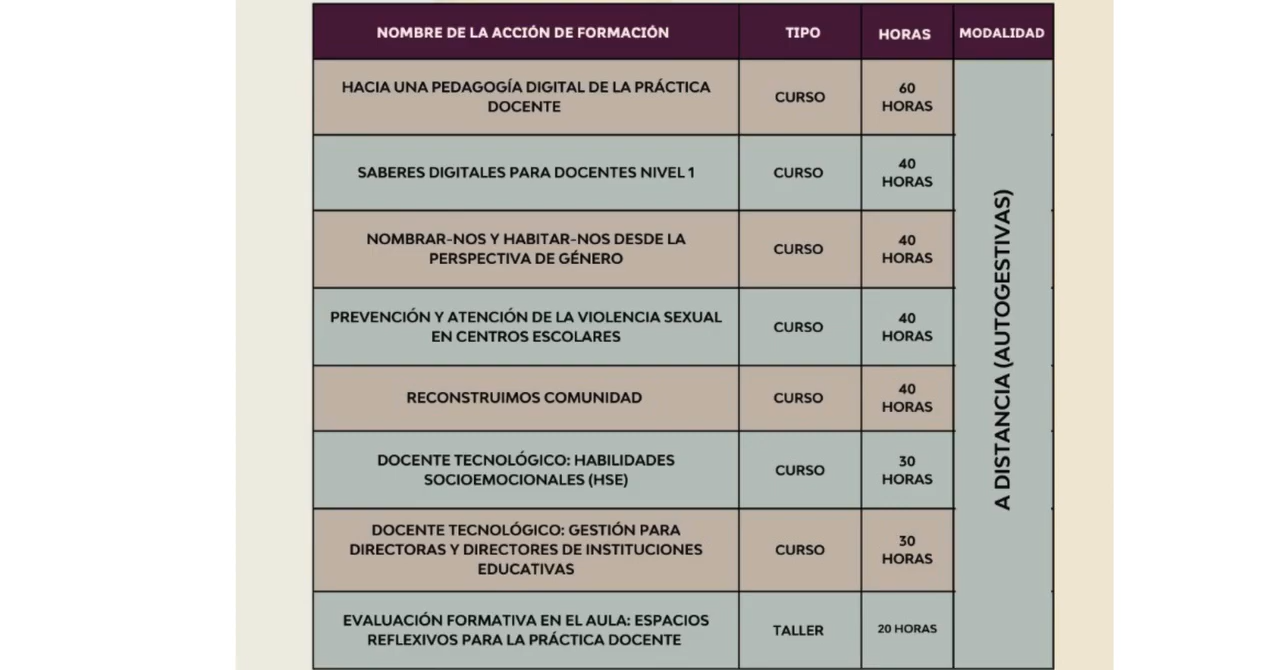 NOMBRE DE LA ACCIÓN DE FORMACIÓN TIPO HORAS MODALIDAD
HACIA UNA PEDAGOGÍA DIGITAL DE LA PRÁCTICA
DOCENTE
CURSO
60
HORAS
SABERES DIGITALES PARA DOCENTES NIVEL 1
CURSO
40
HORAS
NOMBRAR-NOS Y HABITAR-NOS DESDE LA
PERSPECTIVA DE GÉNERO
CURSO
40
HORAS
PREVENCIÓN Y ATENCIÓN DE LA VIOLENCIA SEXUAL
EN CENTROS ESCOLARES
CURSO
40
HORAS
RECONSTRUIMOS COMUNIDAD
CURSO
40
HORAS
DOCENTE TECNOLÓGICO: HABILIDADES
SOCIOEMOCIONALES (HSE)
CURSO
30
HORAS
DOCENTE TECNOLÓGICO: GESTIÓN PARA
DIRECTORAS Y DIRECTORES DE INSTITUCIONES
EDUCATIVAS
CURSO
30
HORAS
EVALUACIÓN FORMATIVA EN EL AULA: ESPACIOS
REFLEXIVOS PARA LA PRÁCTICA DOCENTE
TALLER
20 HORAS
A DISTANCIA (AUTOGESTIVAS)